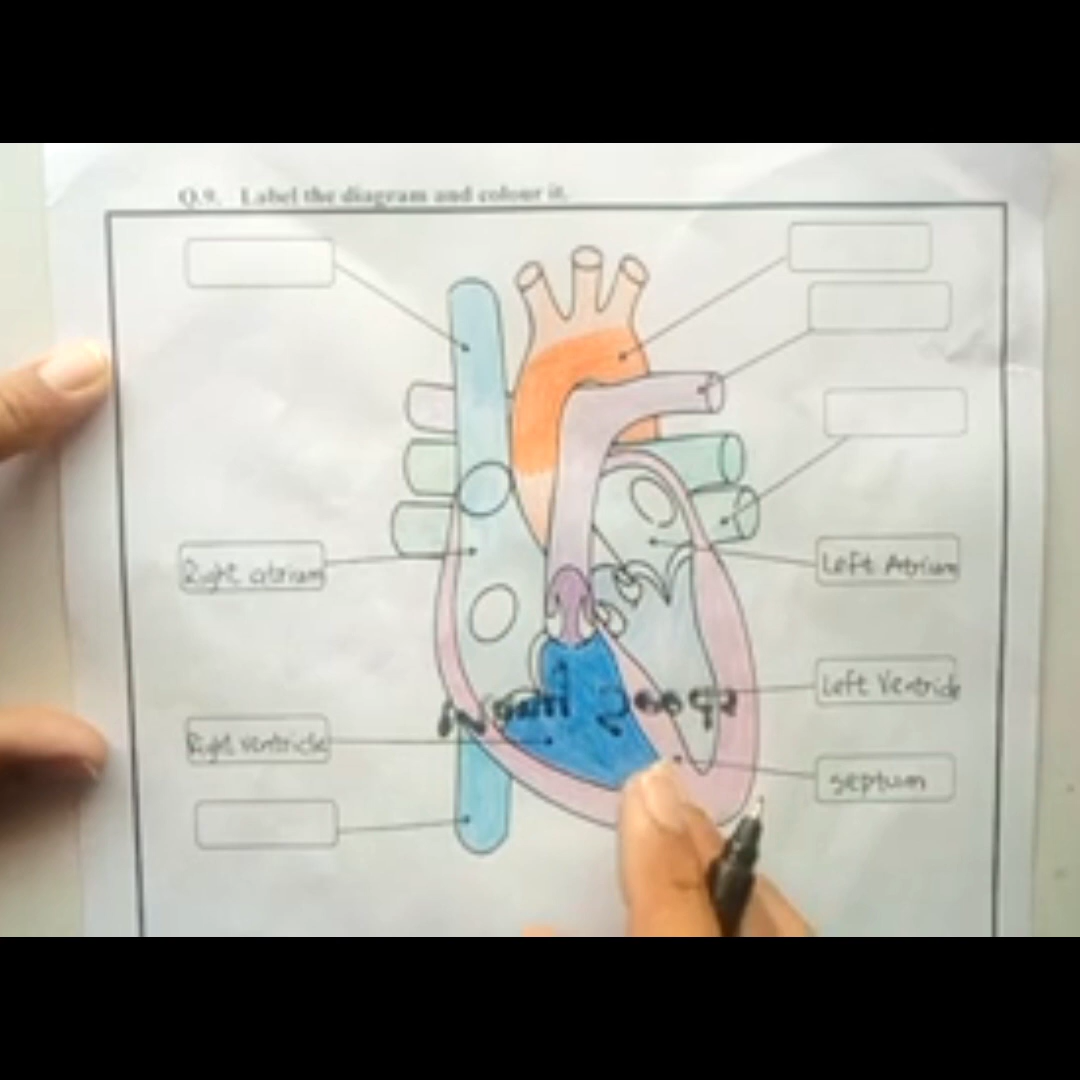 Q.9. Label the diagram and colour it.
Right atrium
Left Atrium
Left Ventricle
Right ventricle
septum